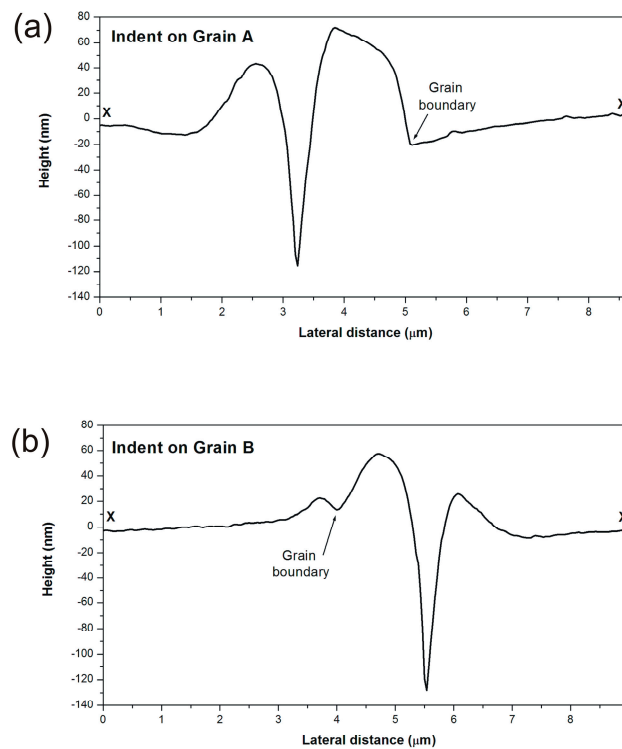 (a)
Indent on Grain A
80
60
40
20
0
-20
-40
-60
-80
-100
-120
-140
Height (nm)
X
X
Grain
boundary
0 1 2 3 4 5 6 7 8
Lateral distance (μm)
(b)
Indent on Grain B
80
60
40
20
0
-20
-40
-60
-80
-100
-120
-140
Height (nm)
X
X
Grain
boundary
0 1 2 3 4 5 6 7 8
Lateral distance (μm)